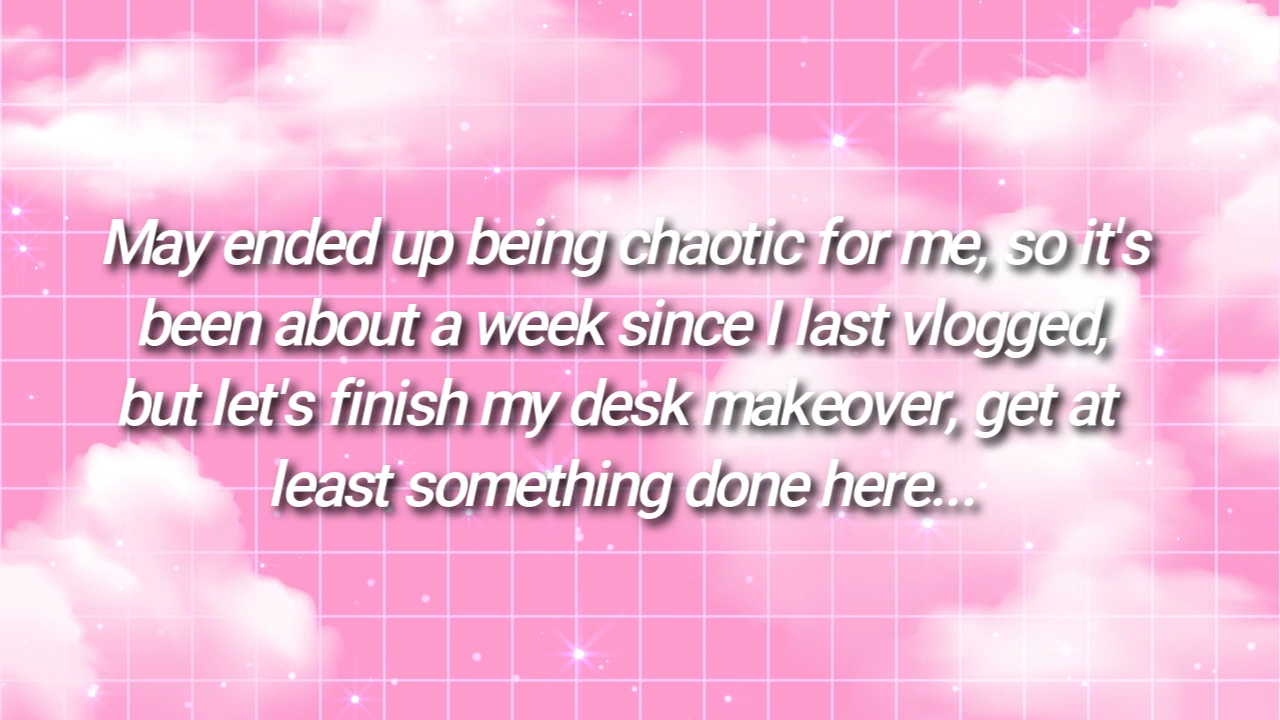 May ended up being chaotic for me, so it's
been about a week since I last vlogged,
but let's finish my desk makeover, get at
least something done here...